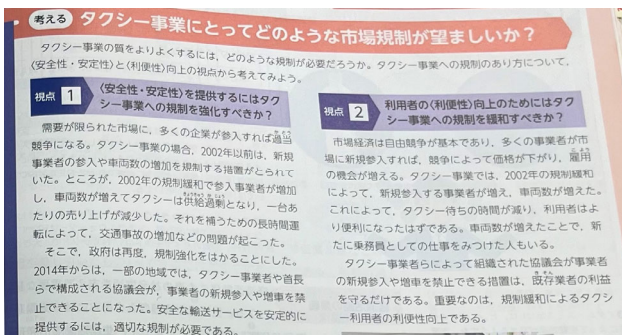 考える タクシー事業にとってどのような市場規制が望ましいか？
タクシー事業の質をよりよくするには，どのような規制が必要だろうか。タクシー事業への規制のあり方について，
〈安全性・安定性〉と〈利便性〉向上の視点から考えてみよう。
視点 1 〈安全性・安定性〉を提供するにはタク
シー事業への規制を強化すべきか？
需要が限られた市場に，多くの企業が参入すれば過当
競争になる。タクシー事業の場合，2002年以前は，新規
事業者の参入や車両数の増加を規制する措置がとられて
いた。ところが，2002年の規制緩和で参入事業者が増加
し，車両数が増えてタクシーは供給過剰となり，一台あ
たりの売り上げが減少した。それを補うための長時間運
転によって，交通事故の増加などの問題が起こった。
そこで，政府は再度，規制強化をはかることにした。
2014年からは，一部の地域では，タクシー事業者や首長
らで構成される協議会が，事業者の新規参入や増車を禁
止できることになった。安全な輸送サービスを安定的に
提供するには，適切な規制が必要である。
視点 2 利用者の〈利便性〉向上のためにはタク
シー事業への規制を緩和すべきか？
市場経済は自由競争が基本であり，多くの事業者が市
場に新規参入すれば，競争によって価格が下がり，雇用
の機会が増える。タクシー事業では，2002年の規制緩和
によって，新規参入する事業者が増え，車両数が増えた。
これによって，タクシー待ちの時間が減り，利用者はよ
り便利になったはずである。車両数が増えたことで，新
たに乗務員としての仕事をみつけた人もいる。
タクシー事業者らによって組織された協議会が事業者
の新規参入や増車を禁止できる措置は，既存業者の利益
を守るだけである。重要なのは，規制緩和によるタクシ
ー利用者の利便性向上である。